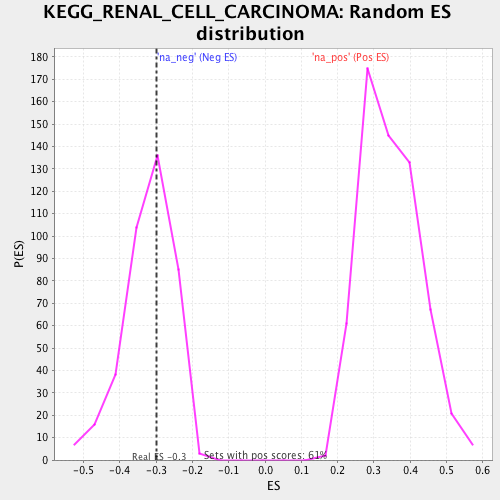 KEGG_RENAL_CELL_CARCINOMA: Random ES
distribution
'na_neg' (Neg ES)
'na_pos' (Pos ES)
P(ES)
180
170
160
150
140
130
120
110
100
90
80
70
60
50
40
30
20
10
0
Real ES -0.3
Sets with pos scores: 61%
-0.5 -0.4 -0.3 -0.2 -0.1 0.0 0.1 0.2 0.3 0.4 0.5 0.6
ES